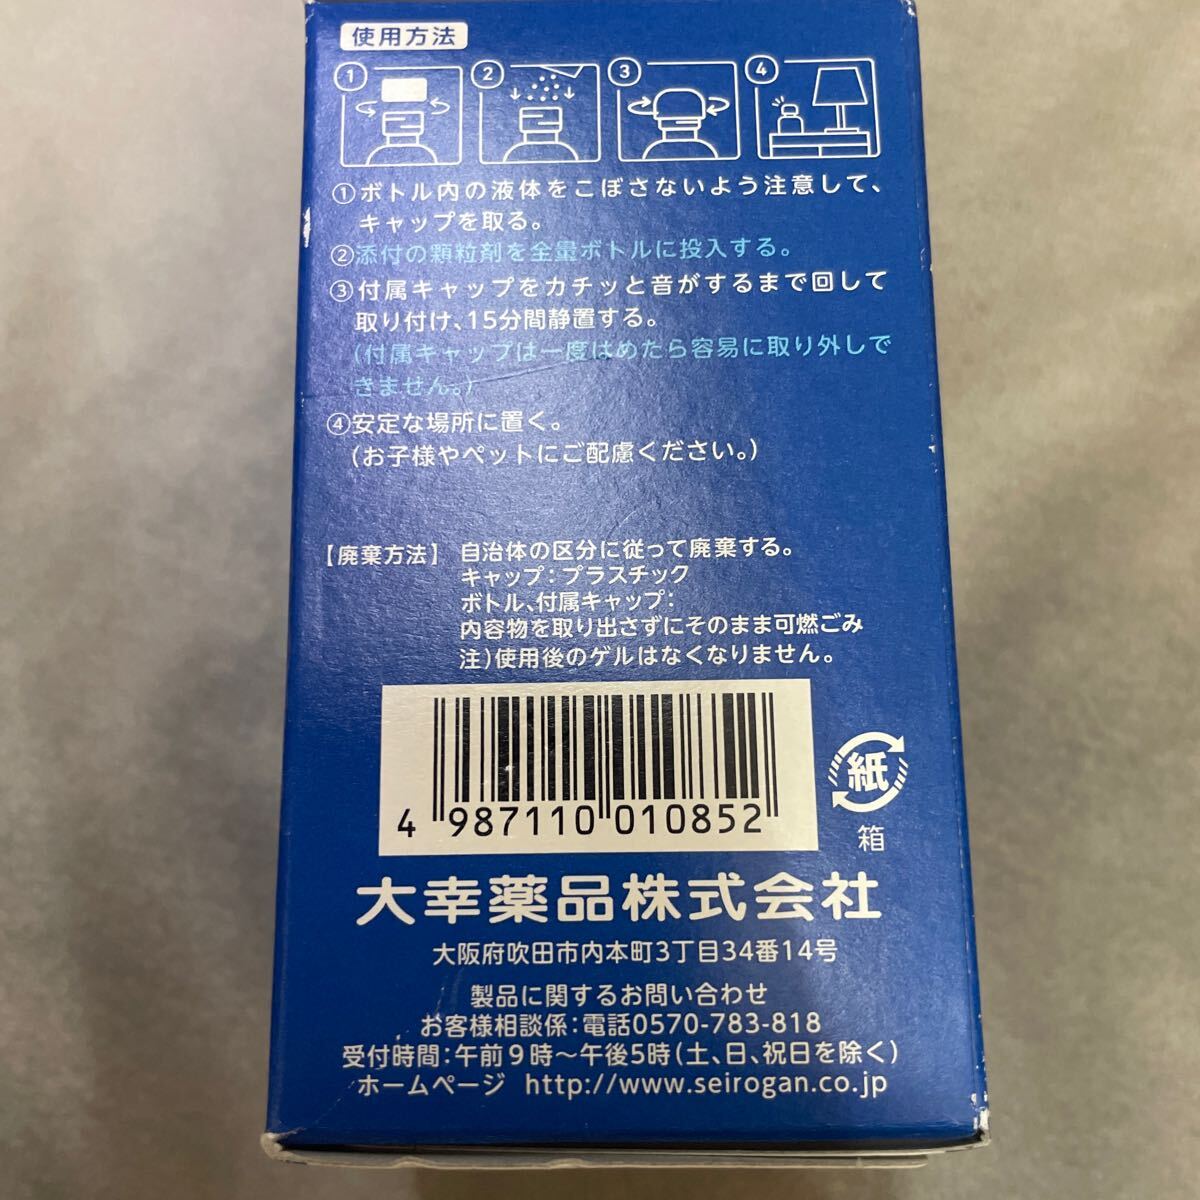 使用方法
1 2 3 4
①ボトル内の液体をこぼさないよう注意して、
キャップを取る。
②添付の顆粒剤を全量ボトルに投入する。
③付属キャップをカチッと音がするまで回して
取り付け、15分間静置する。
(付属キャップは一度はめたら容易に取り外しで
きません。)
④安定な場所に置く。
(お子様やペットにご配慮ください。)
【廃棄方法】 自治体の区分に従って廃棄する。
キャップ:プラスチック
ボトル、付属キャップ:
内容物を取り出さずにそのまま可燃ごみ
注)使用後のゲルはなくなりません。
4 987110 010852
紙
箱
大幸薬品株式会社
大阪府吹田市内本町3丁目34番14号
製品に関するお問い合わせ
お客様相談係:電話0570-783-818
受付時間:午前9時～午後5時(土、日、祝日を除く)
ホームページ http://www.seirogan.co.jp